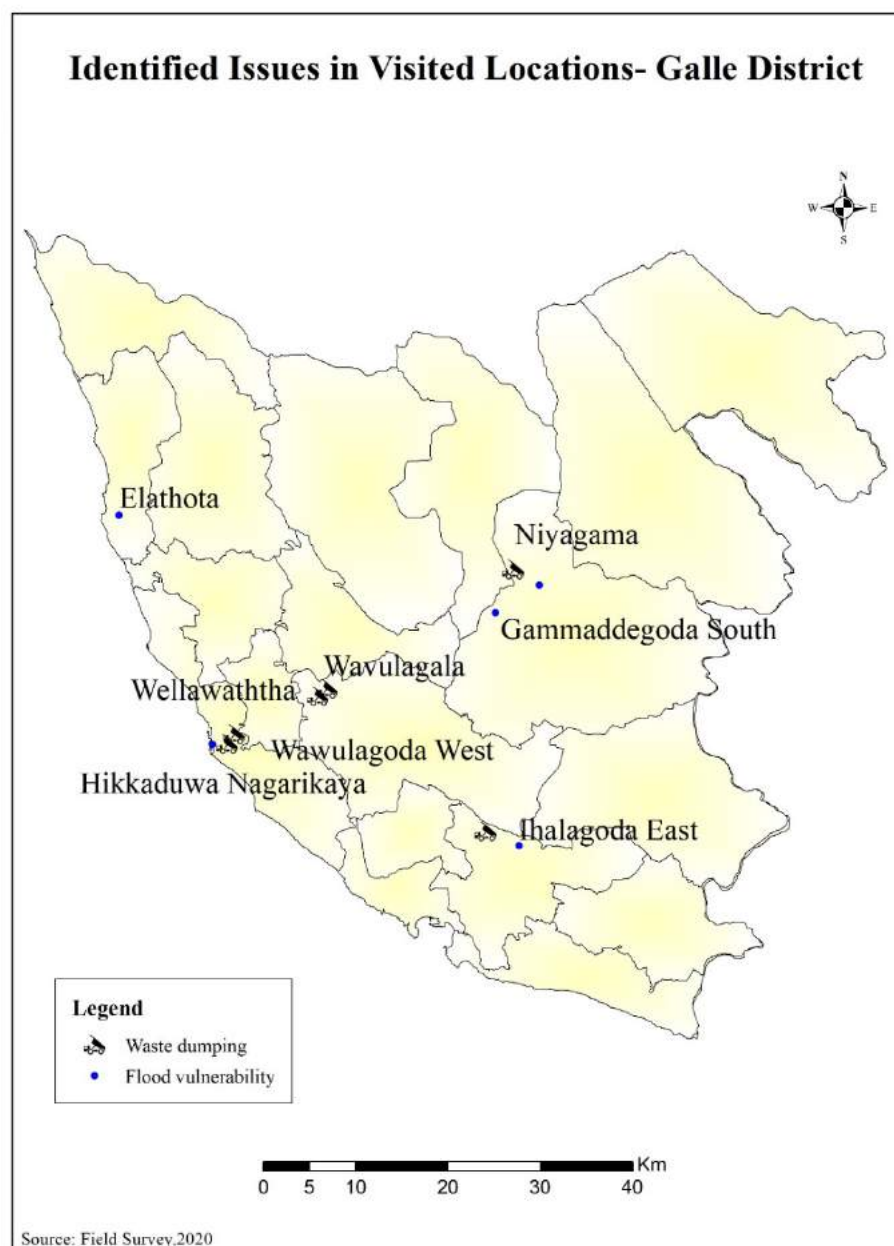 Identified Issues in Visited Locations- Galle District
N
W E
S
Elathota
Niyagama
Gammaddegoda South
Wavulagala
Wellawaththa
Wawulagoda West
Hikkaduwa Nagarikaya
Ihalagoda East
Legend
Waste dumping
Flood vulnerability
Km
0 5 10 20 30 40
Source: Field Survey,2020